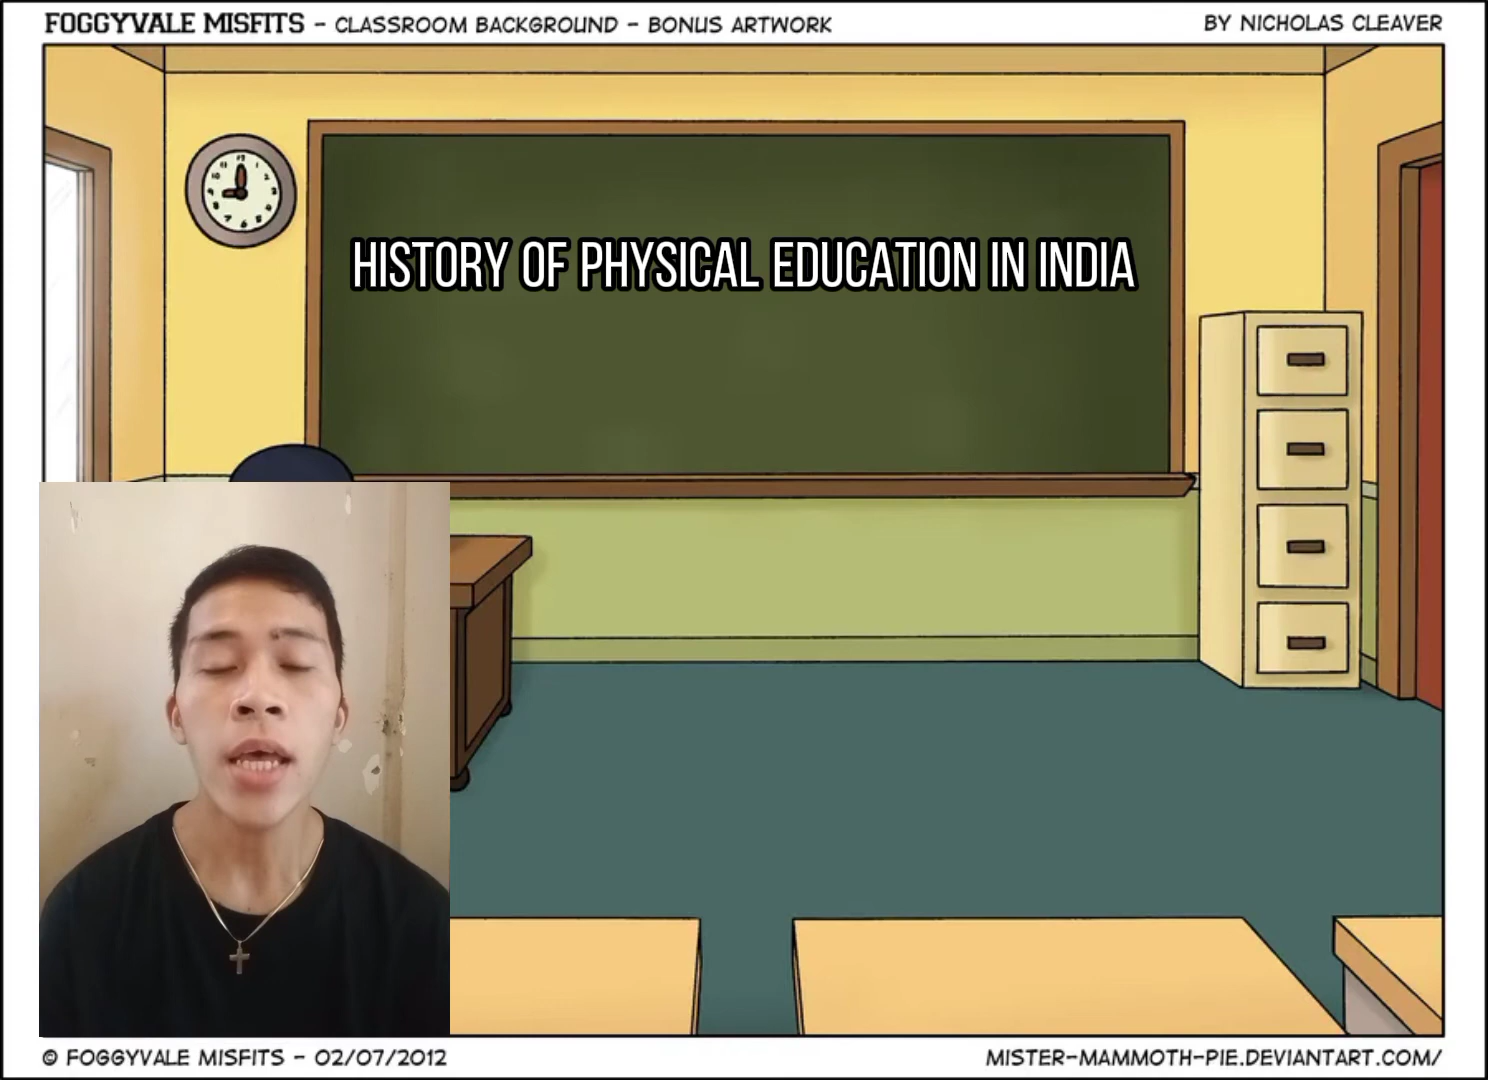 FOGGYVALE MISFITS - CLASSROOM BACKGROUND - BONUS ARTWORK
BY NICHOLAS CLEAVER
HISTORY OF PHYSICAL EDUCATION IN INDIA
© FOGGYVALE MISFITS - 02/07/2012
MISTER-MAMMOTH-PIE.DEVIANTART.COM/